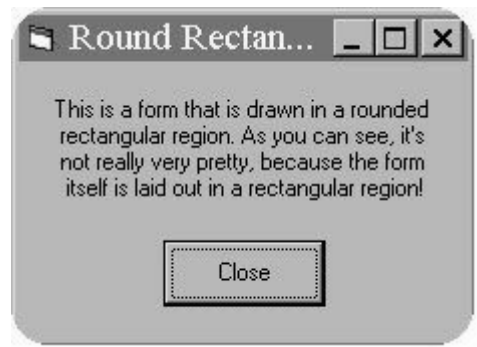 Round Rectan...
This is a form that is drawn in a rounded
rectangular region. As you can see, it's
not really very pretty, because the form
itself is laid out in a rectangular region!
Close